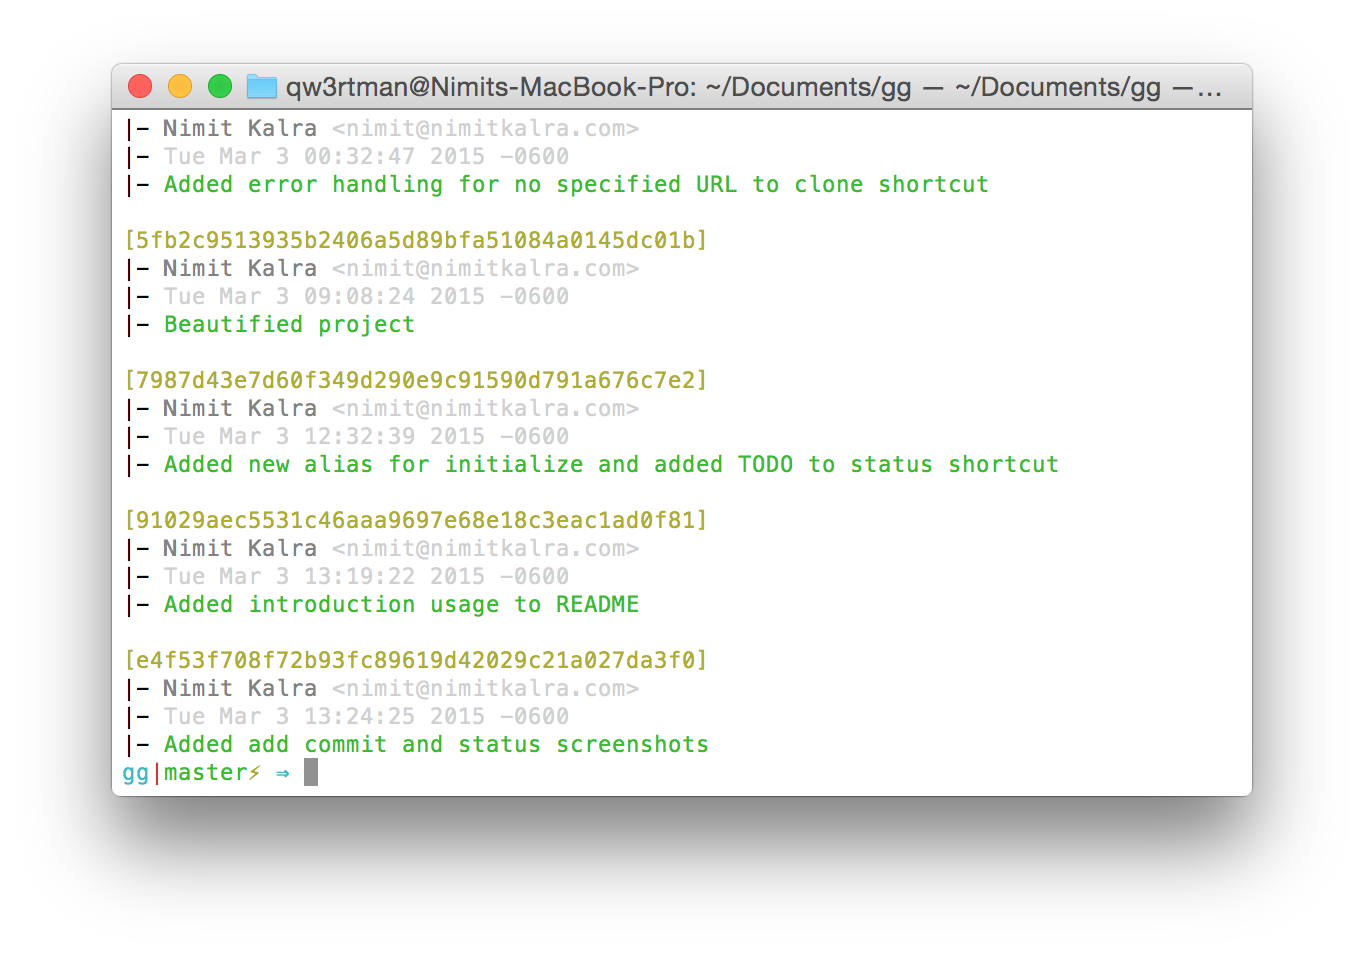 qw3rtman@Nimits-MacBook-Pro: ~/Documents/gg — ~/Documents/gg —...
|- Nimit Kalra <nimit@nimitkalra.com>
|- Tue Mar 3 00:32:47 2015 -0600
|- Added error handling for no specified URL to clone shortcut
[5fb2c9513935b2406a5d89bfa51084a0145dc01b]
|- Nimit Kalra <nimit@nimitkalra.com>
|- Tue Mar 3 09:08:24 2015 -0600
|- Beautified project
[7987d43e7d60f349d290e9c91590d791a676c7e2]
|- Nimit Kalra <nimit@nimitkalra.com>
|- Tue Mar 3 12:32:39 2015 -0600
|- Added new alias for initialize and added TODO to status shortcut
[91029aec5531c46aaa9697e68e18c3eac1ad0f81]
|- Nimit Kalra <nimit@nimitkalra.com>
|- Tue Mar 3 13:19:22 2015 -0600
|- Added introduction usage to README
[e4f53f708f72b93fc89619d42029c21a027da3f0]
|- Nimit Kalra <nimit@nimitkalra.com>
|- Tue Mar 3 13:24:25 2015 -0600
|- Added add commit and status screenshots
gg|master⚡ ⇒